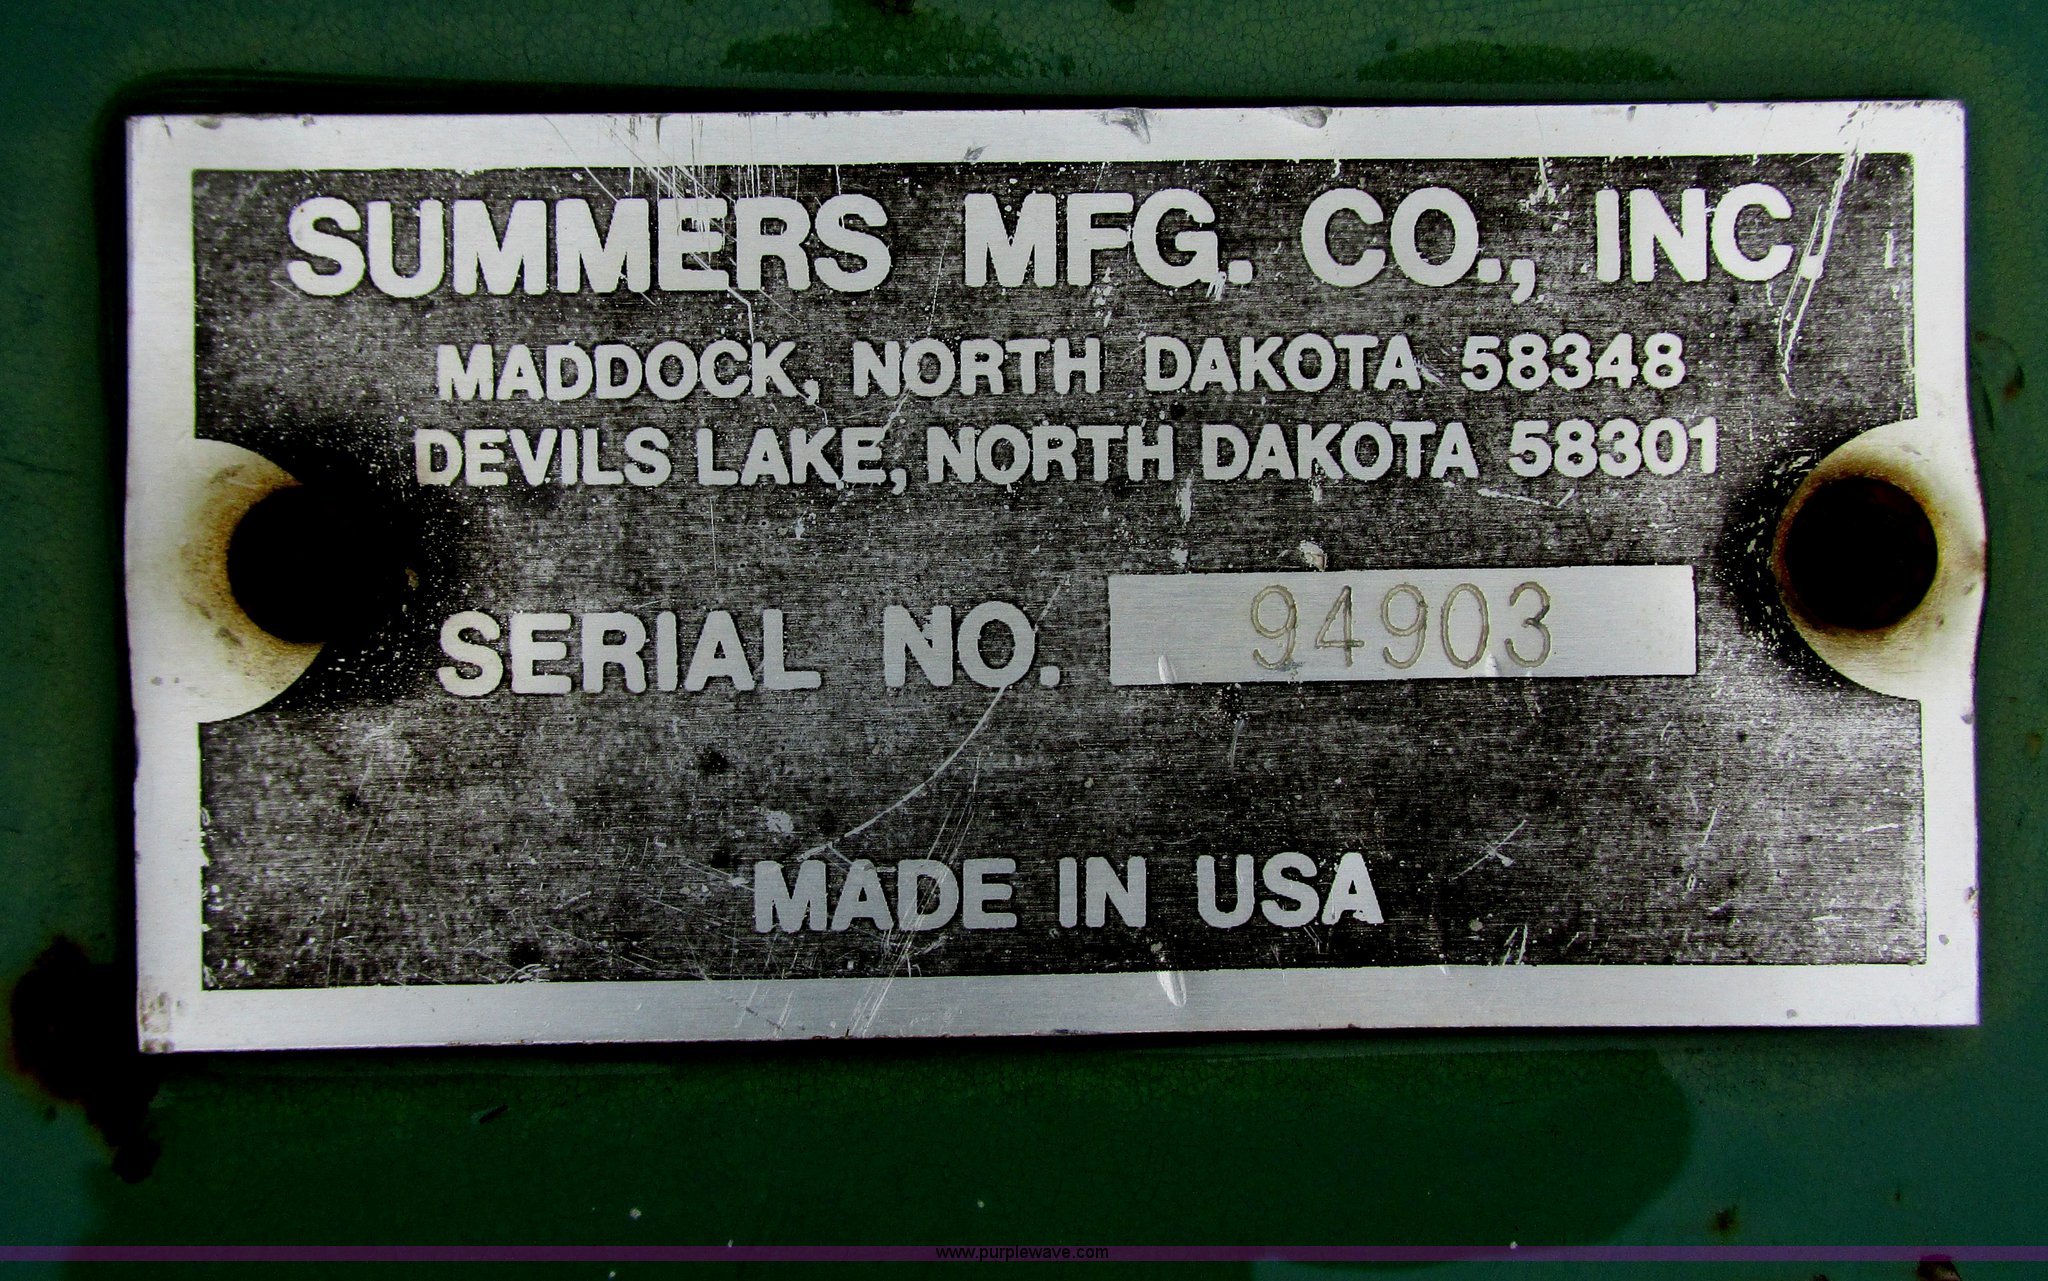 SUMMERS MFG. CO., INC
MADDOCK, NORTH DAKOTA 58348
DEVILS LAKE, NORTH DAKOTA 58301
SERIAL NO. 94903
MADE IN USA
www.purplewave.com